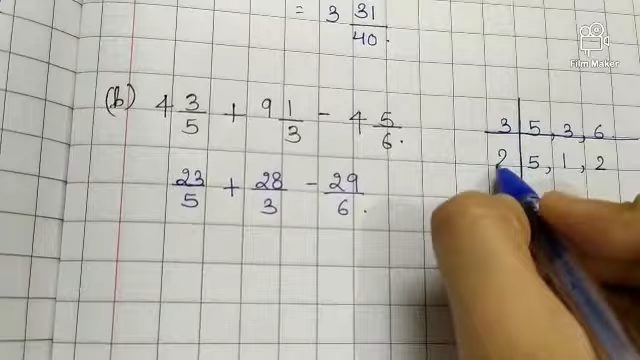 = 3 31/40.
Film Maker
(b) 4 3/5 + 9 1/3 - 4 5/6.
3 | 5, 3, 6.
2 | 5, 1, 2
23/5 + 28/3 - 29/6.